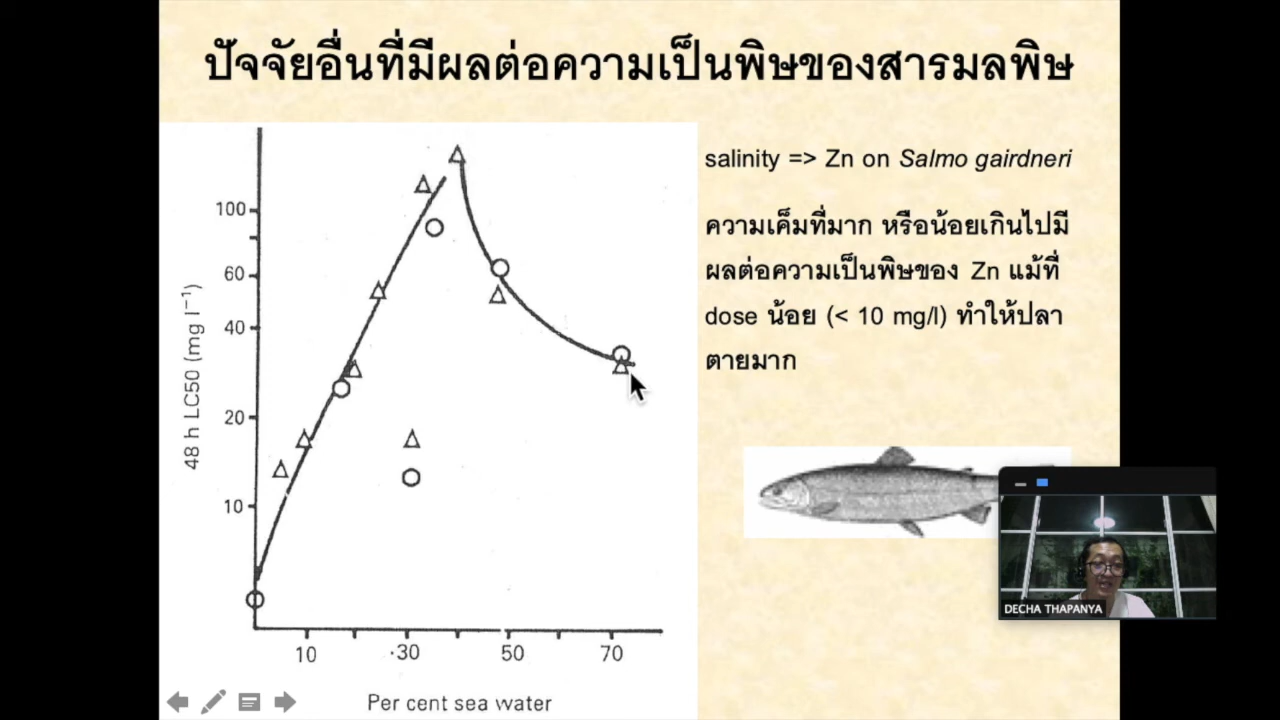 ปัจจัยอื่นที่มีผลต่อความเป็นพิษของสารมลพิษ
salinity => Zn on Salmo gairdneri
ความเค็มที่มาก หรือน้อยเกินไปมี
ผลต่อความเป็นพิษของ Zn แม้ที่
dose น้อย (< 10 mg/l) ทำให้ปลา
ตายมาก
48 h LC50 (mg l⁻¹)
100
60
40
20
10
10
30
50
70
Per cent sea water
DECHA THAPANYA